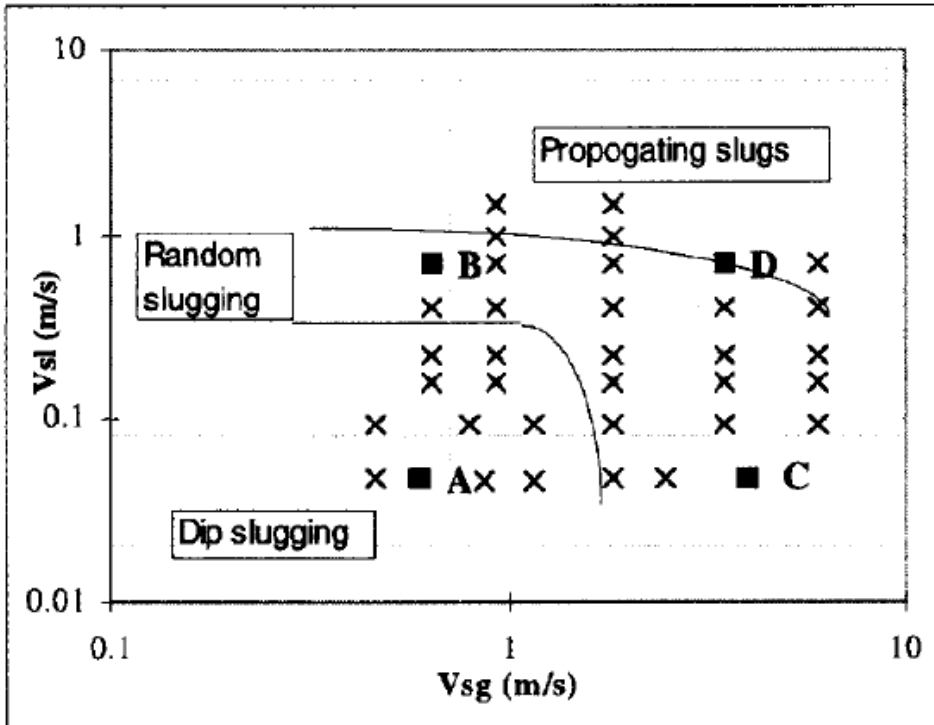 10
Propogating slugs
1
Random
slugging
B
D
Vsl (m/s)
0.1
A
C
Dip slugging
0.01
0.1
1
10
Vsg (m/s)